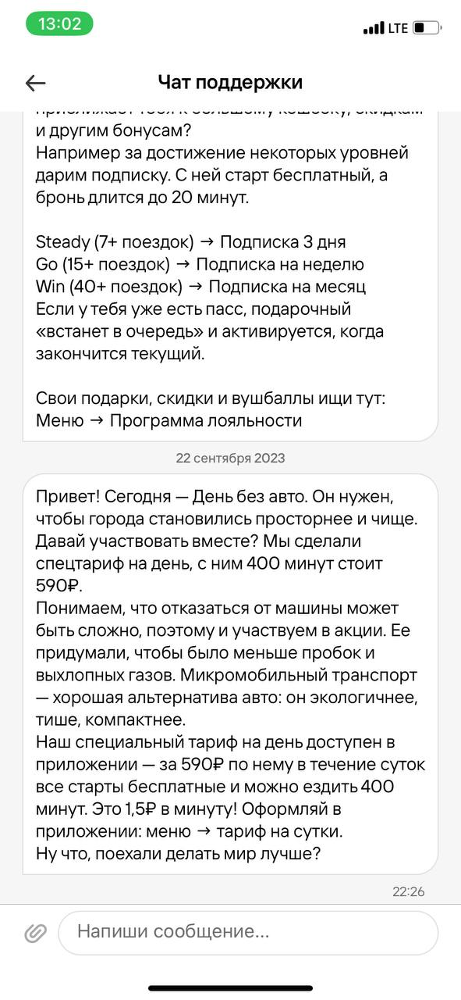 13:02
LTE
Чат поддержки
приближает тебя к большему кешбеку, скидкам
и другим бонусам?
Например за достижение некоторых уровней
дарим подписку. С ней старт бесплатный, а
бронь длится до 20 минут.
Steady (7+ поездок) → Подписка 3 дня
Go (15+ поездок) → Подписка на неделю
Win (40+ поездок) → Подписка на месяц
Если у тебя уже есть пасс, подарочный
«встанет в очередь» и активируется, когда
закончится текущий.
Свои подарки, скидки и вушбаллы ищи тут:
Меню → Программа лояльности
22 сентября 2023
Привет! Сегодня — День без авто. Он нужен,
чтобы города становились просторнее и чище.
Давай участвовать вместе? Мы сделали
спецтариф на день, с ним 400 минут стоит
590₽.
Понимаем, что отказаться от машины может
быть сложно, поэтому и участвуем в акции. Ее
придумали, чтобы было меньше пробок и
выхлопных газов. Микромобильный транспорт
— хорошая альтернатива авто: он экологичнее,
тише, компактнее.
Наш специальный тариф на день доступен в
приложении — за 590₽ по нему в течение суток
все старты бесплатные и можно ездить 400
минут. Это 1,5₽ в минуту! Оформляй в
приложении: меню → тариф на сутки.
Ну что, поехали делать мир лучше?
22:26
Напиши сообщение...